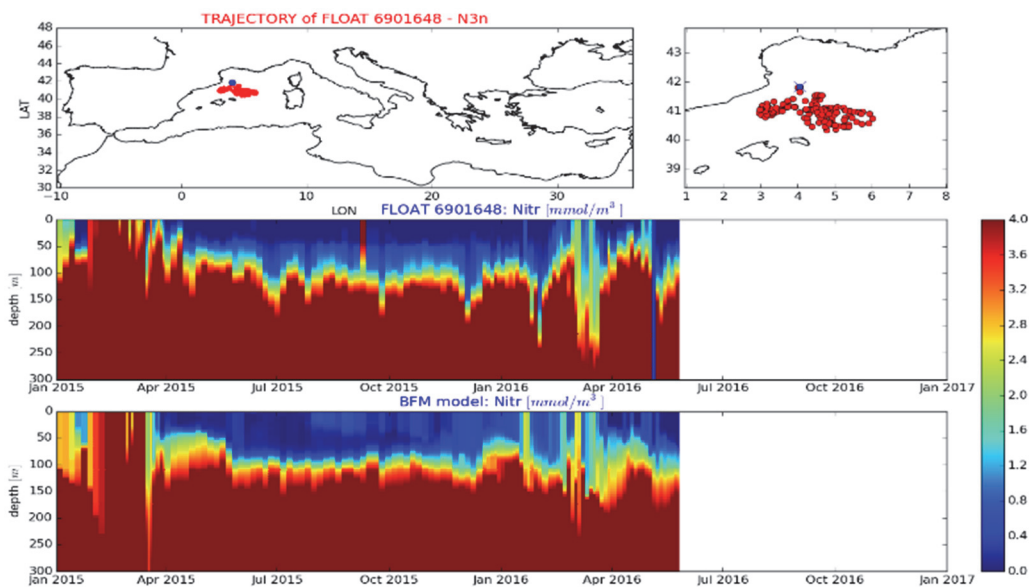 TRAJECTORY of FLOAT 6901648 - N3n
48
46
44
42
40
38
36
34
32
30
LAT
−10
0
10
20
30
LON
43
42
41
40
39
1
2
3
4
5
6
7
8
FLOAT 6901648: Nitr [mmol/m³]
0
50
100
150
200
250
300
depth [m]
Jan 2015
Apr 2015
Jul 2015
Oct 2015
Jan 2016
Apr 2016
Jul 2016
Oct 2016
Jan 2017
BFM model: Nitr [mmol/m³]
0
50
100
150
200
250
300
depth [m]
Jan 2015
Apr 2015
Jul 2015
Oct 2015
Jan 2016
Apr 2016
Jul 2016
Oct 2016
Jan 2017
4.0
3.6
3.2
2.8
2.4
2.0
1.6
1.2
0.8
0.4
0.0